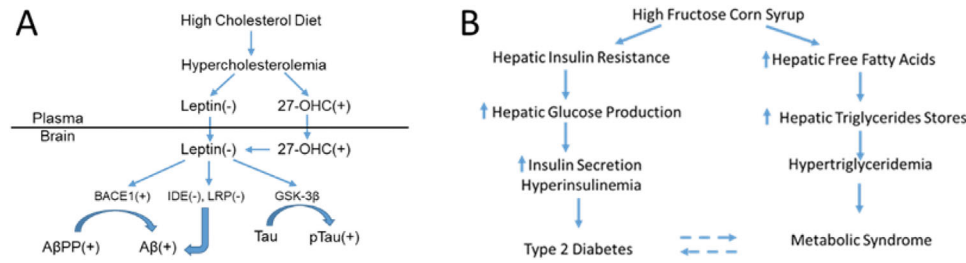 A
High Cholesterol Diet
Hypercholesterolemia
Leptin(-) 27-OHC(+)
Plasma
Brain
Leptin(-) 27-OHC(+)
BACE1(+) IDE(-), LRP(-) GSK-3β
AβPP(+) Aβ(+) Tau pTau(+)
B
High Fructose Corn Syrup
Hepatic Insulin Resistance Hepatic Free Fatty Acids
Hepatic Glucose Production Hepatic Triglycerides Stores
Insulin Secretion
Hyperinsulinemia
Hypertriglyceridemia
Type 2 Diabetes Metabolic Syndrome